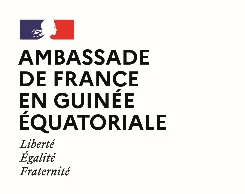 AMBASSADE
DE FRANCE
EN GUINÉE
ÉQUATORIALE
Liberté
Égalité
Fraternité